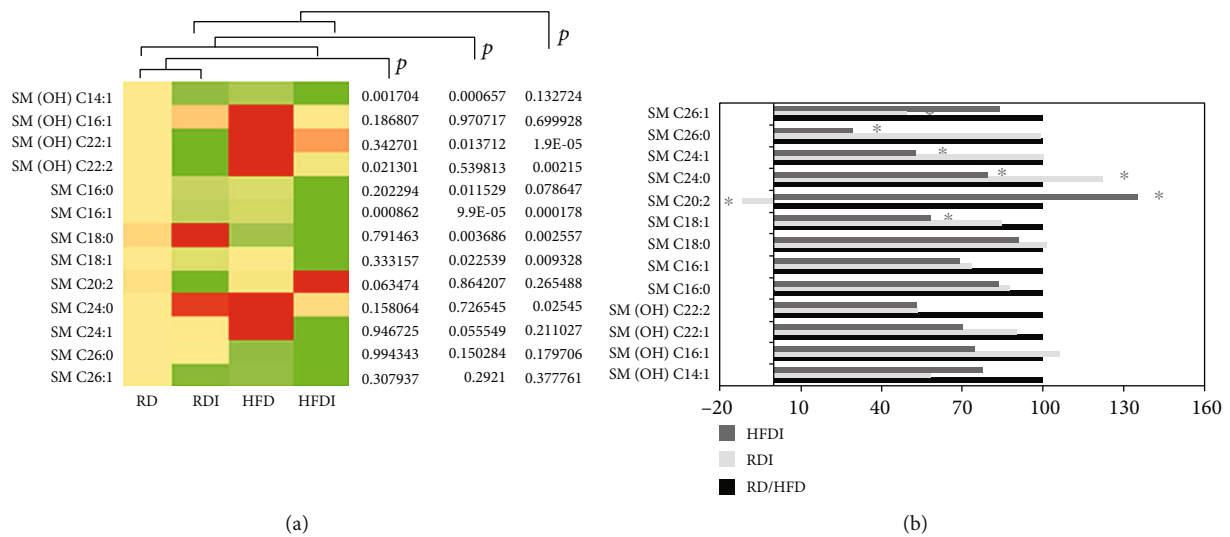 p
p
p
SM (OH) C14:1 0.001704 0.000657 0.132724
SM (OH) C16:1 0.186807 0.970717 0.699928
SM (OH) C22:1 0.342701 0.013712 1.9E-05
SM (OH) C22:2 0.021301 0.539813 0.00215
SM C16:0 0.202294 0.011529 0.078647
SM C16:1 0.000862 9.9E-05 0.000178
SM C18:0 0.791463 0.003686 0.002557
SM C18:1 0.333157 0.022539 0.009328
SM C20:2 0.063474 0.864207 0.265488
SM C24:0 0.158064 0.726545 0.02545
SM C24:1 0.946725 0.055549 0.211027
SM C26:0 0.994343 0.150284 0.179706
SM C26:1 0.307937 0.2921 0.377761
RD RDI HFD HFDI
(a)
SM C26:1 *
SM C26:0 *
SM C24:1 *
SM C24:0 * *
SM C20:2 * *
SM C18:1 *
SM C18:0
SM C16:1
SM C16:0
SM (OH) C22:2
SM (OH) C22:1
SM (OH) C16:1
SM (OH) C14:1
−20 10 40 70 100 130 160
HFDI
RDI
RD/HFD
(b)